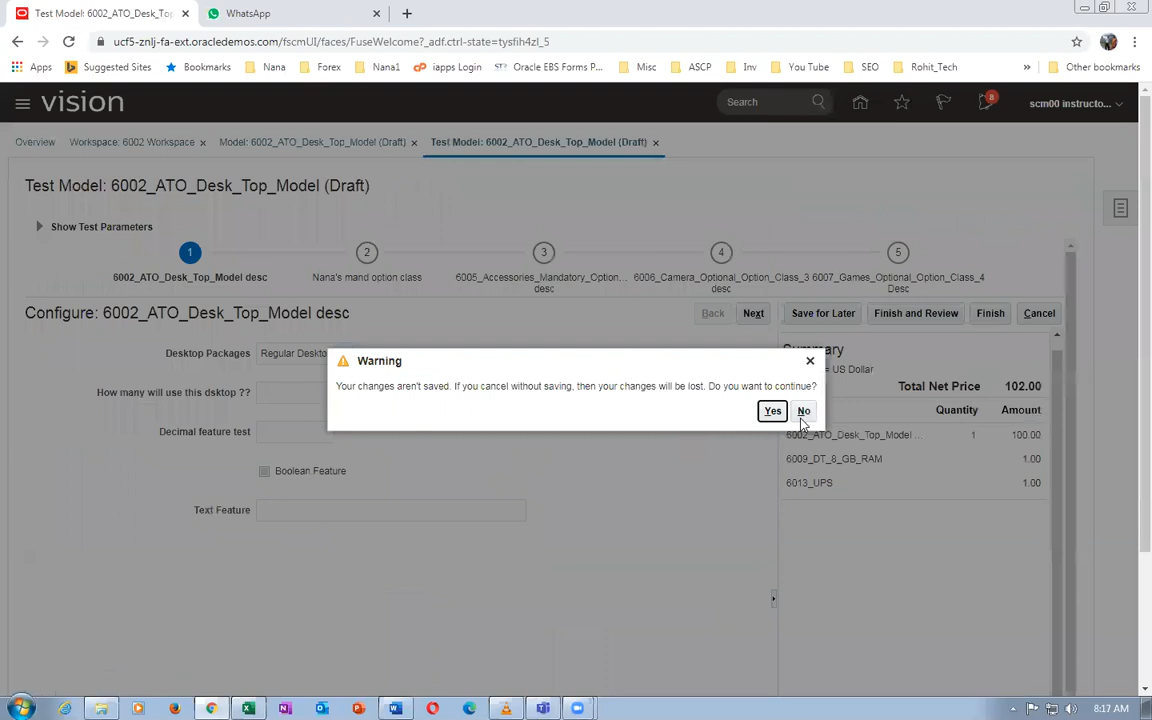 Test Model: 6002_ATO_Desk_Top_
WhatsApp
ucf5-znlj-fa-ext.oracledemos.com/fscmUI/faces/FuseWelcome?_adf.ctrl-state=tysfih4zl_5
Apps Suggested Sites Bookmarks Nana Forex Nana1 iapps Login Oracle EBS Forms P... Misc ASCP Inv You Tube SEO Rohit_Tech » Other bookmarks
vision Search 8 scm00 instructo...
Overview Workspace: 6002 Workspace Model: 6002_ATO_Desk_Top_Model (Draft) Test Model: 6002_ATO_Desk_Top_Model (Draft)
Test Model: 6002_ATO_Desk_Top_Model (Draft)
Show Test Parameters
1 2 3 4 5
6002_ATO_Desk_Top_Model desc Nana's mand option class 6005_Accessories_Mandatory_Option... 6006_Camera_Optional_Option_Class_3 6007_Games_Optional_Option_Class_4
desc desc Desc
Configure: 6002_ATO_Desk_Top_Model desc Back Next Save for Later Finish and Review Finish Cancel
Summary
Desktop Packages Regular Deskto
= US Dollar
Warning
Your changes aren't saved. If you cancel without saving, then your changes will be lost. Do you want to continue?
Yes No
Total Net Price 102.00
How many will use this dsktop ??
Quantity Amount
Decimal feature test
6002_ATO_Desk_Top_Model ... 1 100.00
6009_DT_8_GB_RAM 1.00
Boolean Feature
6013_UPS 1.00
Text Feature
8:17 AM